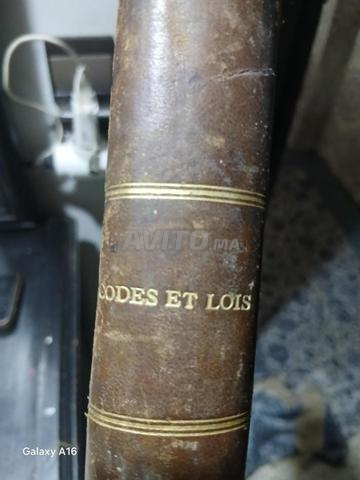 AVITO.MA
CODES ET LOIS
Galaxy A16